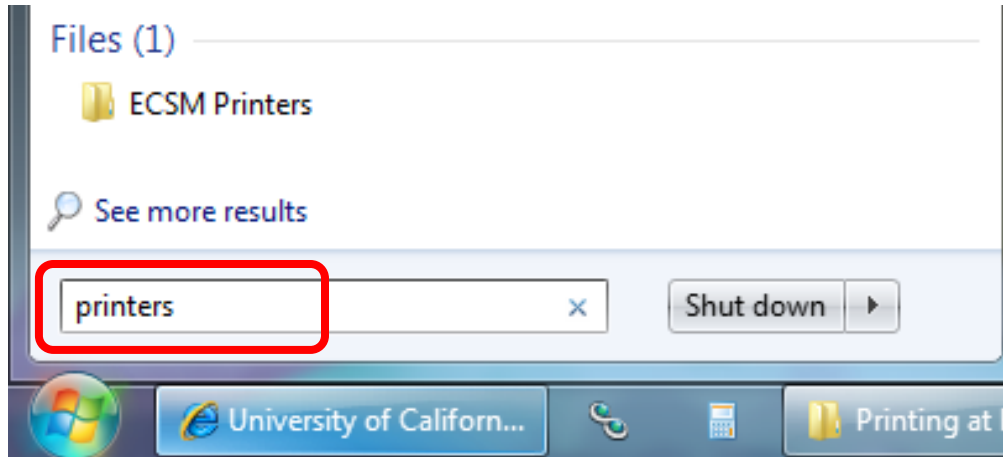 Files (1)
ECSM Printers
See more results
printers
Shut down
University of Californ...
Printing at